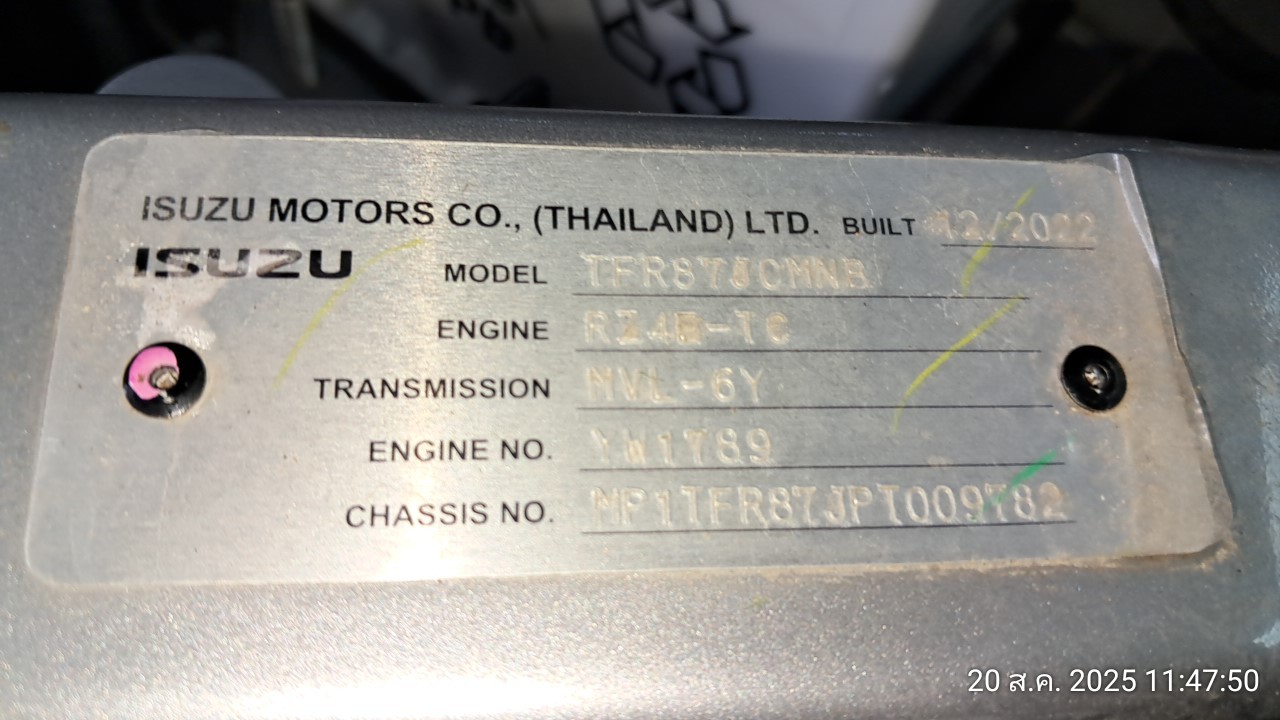 ISUZU MOTORS CO., (THAILAND) LTD. BUILT 12/2022
ISUZU
MODEL TFR87JCMNB
ENGINE RZ4E-TC
TRANSMISSION MVL-6Y
ENGINE NO. YW1789
CHASSIS NO. MP1TFR87JPT009782
20 ส.ค. 2025 11:47:50